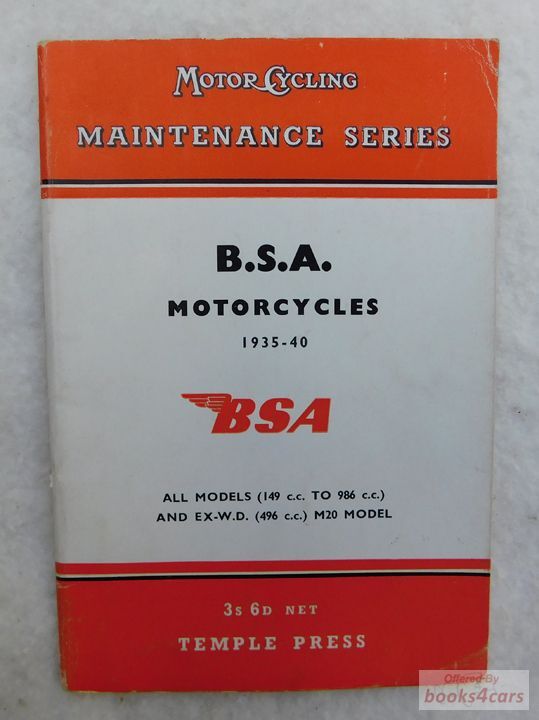 MOTOR CYCLING
MAINTENANCE SERIES
B.S.A.
MOTORCYCLES
1935-40
BSA
ALL MODELS (149 c.c. TO 986 c.c.)
AND EX-W.D. (496 c.c.) M20 MODEL
3s 6D NET
TEMPLE PRESS
Offered-By
books4cars